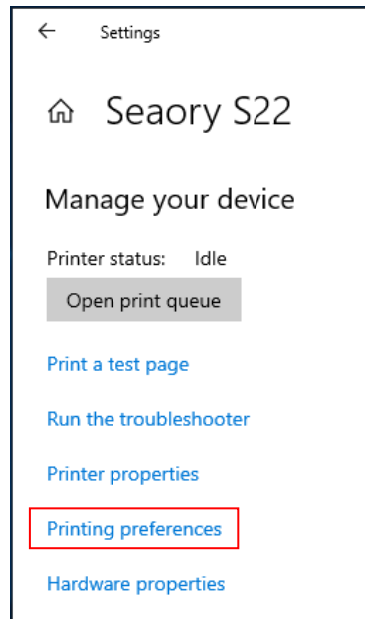 Settings
Seaory S22
Manage your device
Printer status: Idle
Open print queue
Print a test page
Run the troubleshooter
Printer properties
Printing preferences
Hardware properties